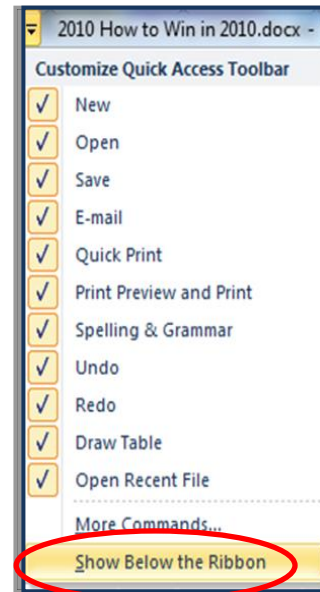 2010 How to Win in 2010.docx -
Customize Quick Access Toolbar
New
Open
Save
E-mail
Quick Print
Print Preview and Print
Spelling & Grammar
Undo
Redo
Draw Table
Open Recent File
More Commands...
Show Below the Ribbon